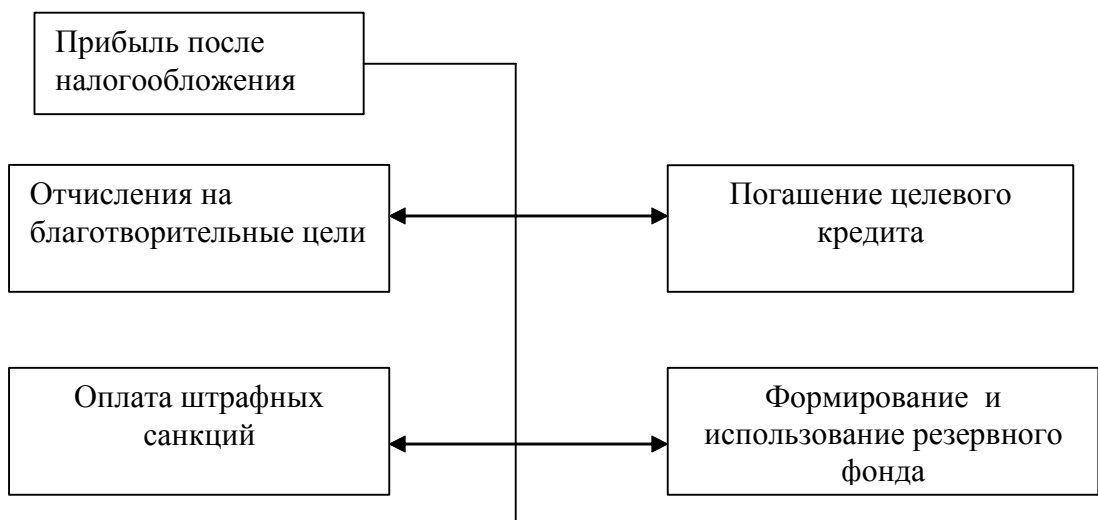 Прибыль после
налогообложения
Отчисления на
благотворительные цели
Погашение целевого
кредита
Оплата штрафных
санкций
Формирование и
использование резервного
фонда